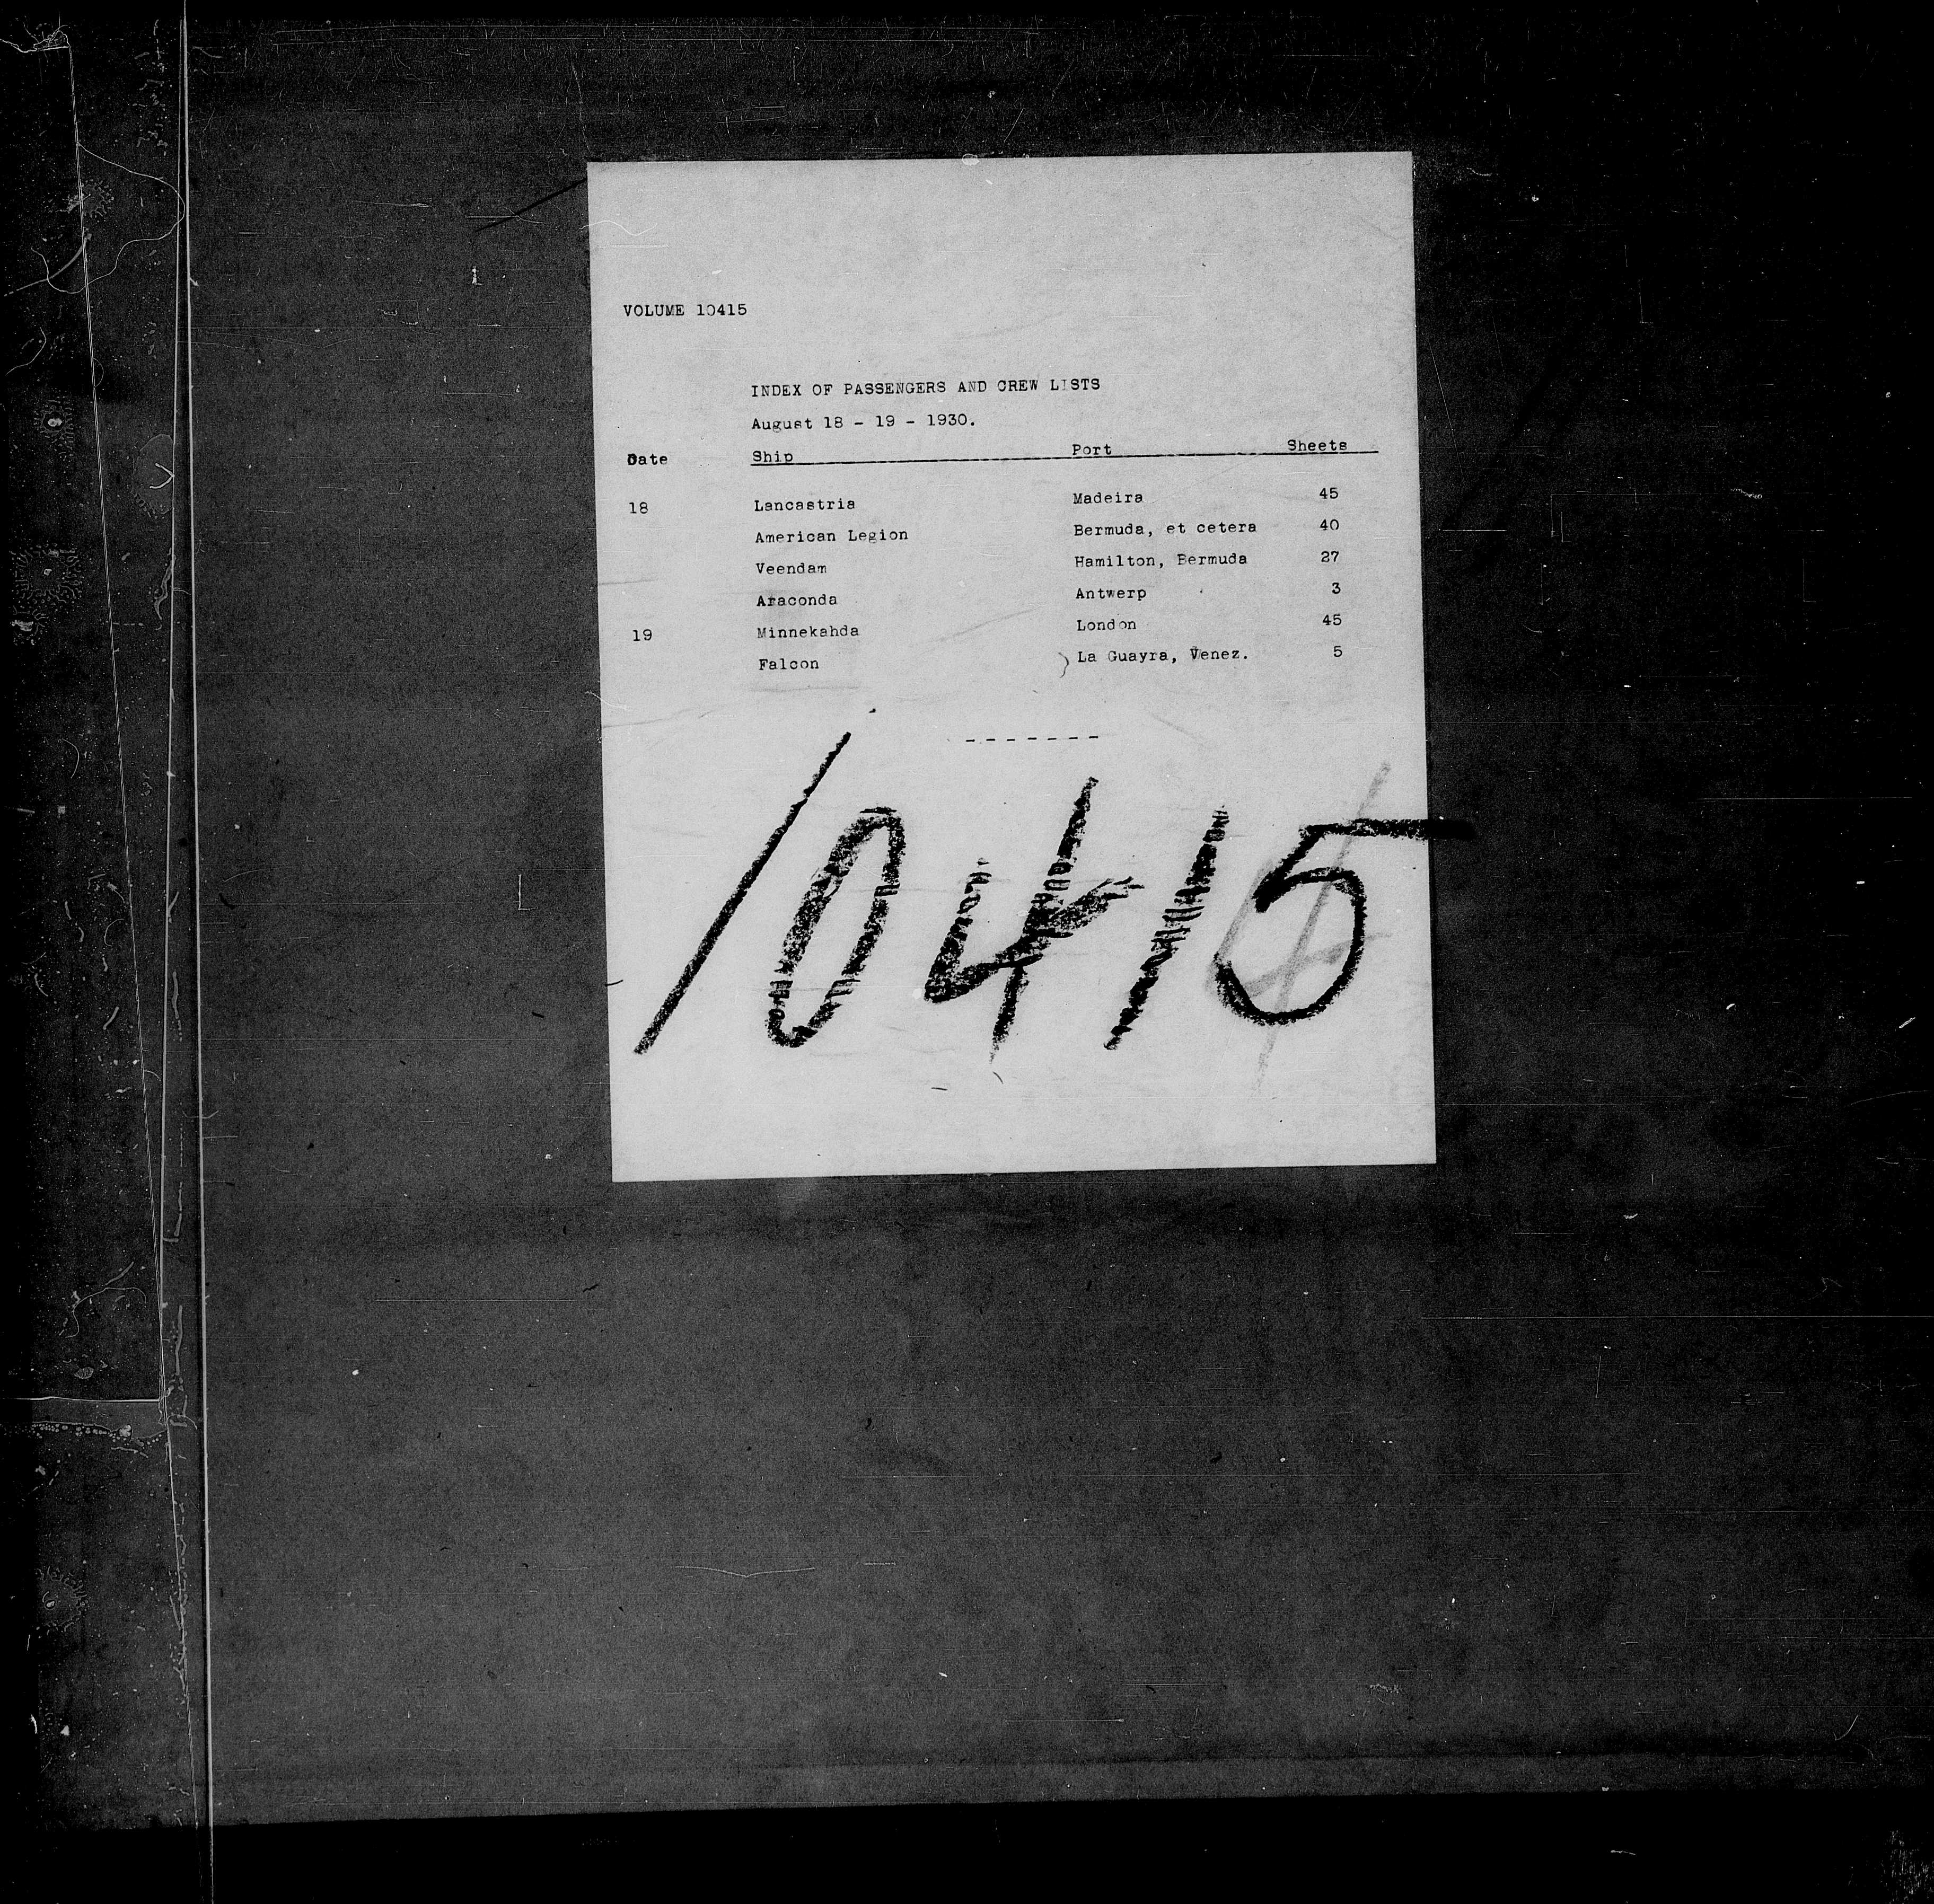 VOLUME 10415
INDEX OF PASSENGERS AND CREW LISTS
August 18 - 19 - 1930.
Date Ship Port Sheets
18 Lancastria Madeira 45
American Legion Bermuda, et cetera 40
Veendam Hamilton, Bermuda 27
Araconda Antwerp 3
19 Minnekahda London 45
Falcon La Guayra, Venez. 5
- - - - - - -
10415